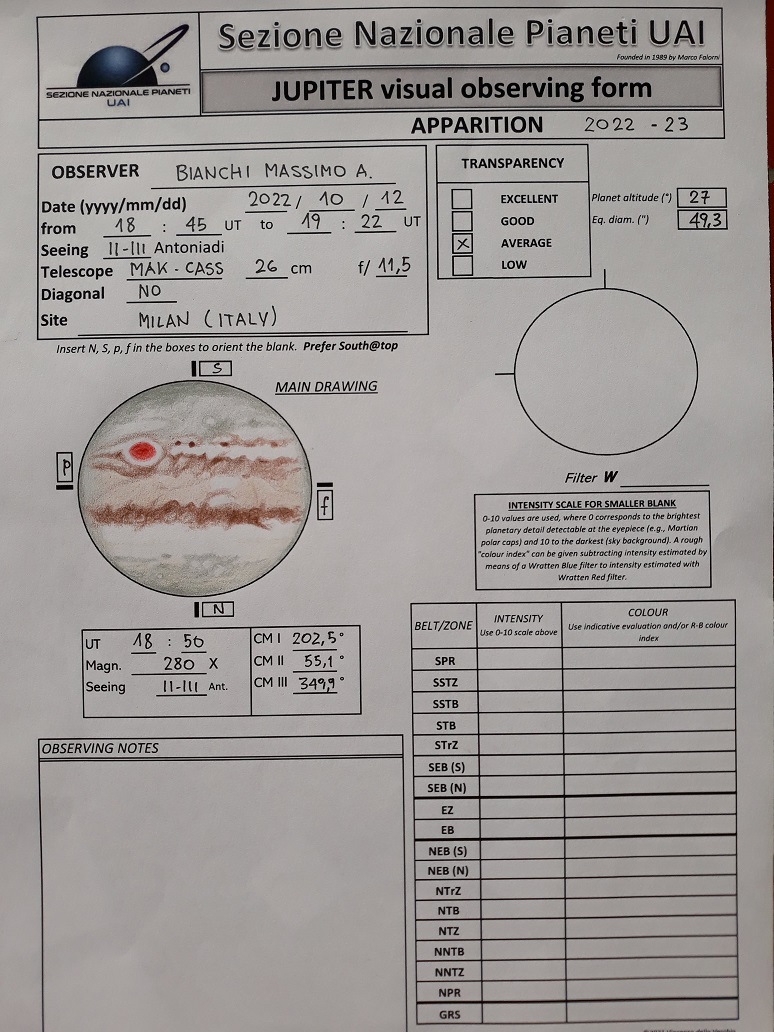 Sezione Nazionale Pianeti UAI
Founded in 1989 by Marco Falorni
SEZIONE NAZIONALE PIANETI
UAI
JUPITER visual observing form
APPARITION 2022 - 23
OBSERVER BIANCHI MASSIMO A.
Date (yyyy/mm/dd) 2022 / 10 / 12
from 18 : 45 UT to 19 : 22 UT
Seeing II-III Antoniadi
Telescope MAK - CASS 26 cm f/ 11,5
Diagonal NO
Site MILAN (ITALY)
TRANSPARENCY
EXCELLENT
GOOD
X AVERAGE
LOW
Planet altitude (°) 27
Eq. diam. (") 49,3
Insert N, S, p, f in the boxes to orient the blank. Prefer South@top
S
MAIN DRAWING
p
f
N
Filter W
INTENSITY SCALE FOR SMALLER BLANK
0-10 values are used, where 0 corresponds to the brightest
planetary detail detectable at the eyepiece (e.g., Martian
polar caps) and 10 to the darkest (sky background). A rough
"colour index" can be given subtracting intensity estimated by
means of a Wratten Blue filter to intensity estimated with
Wratten Red filter.
UT 18 : 50
Magn. 280 X
Seeing II-III Ant.
CM I 202,5°
CM II 55,1°
CM III 349,9°
OBSERVING NOTES
BELT/ZONE
INTENSITY
Use 0-10 scale above
COLOUR
Use indicative evaluation and/or R-B colour
index
SPR
SSTZ
SSTB
STB
STrZ
SEB (S)
SEB (N)
EZ
EB
NEB (S)
NEB (N)
NTrZ
NTB
NTZ
NNTB
NNTZ
NPR
GRS